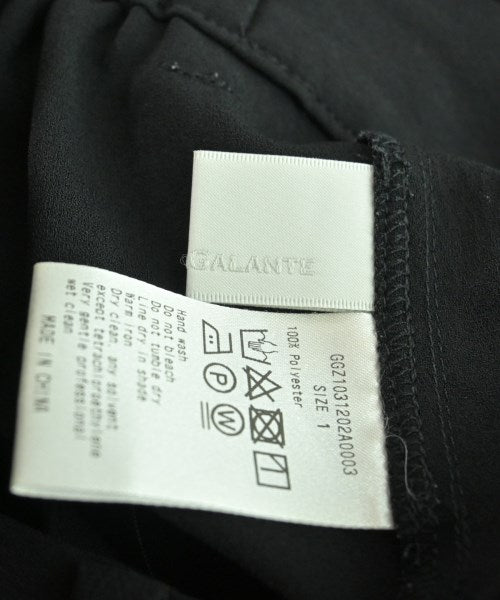 ©GALANTE
GGZ1031202A0003
SIZE 1
100% Polyester
P
W
Hand wash
Do not bleach
Do not tumble dry
Line dry in shade
Warm iron
Dry clean, any solvent
except tetrachloroethylene
Very gentle professional
wet clean
MADE IN CHINA